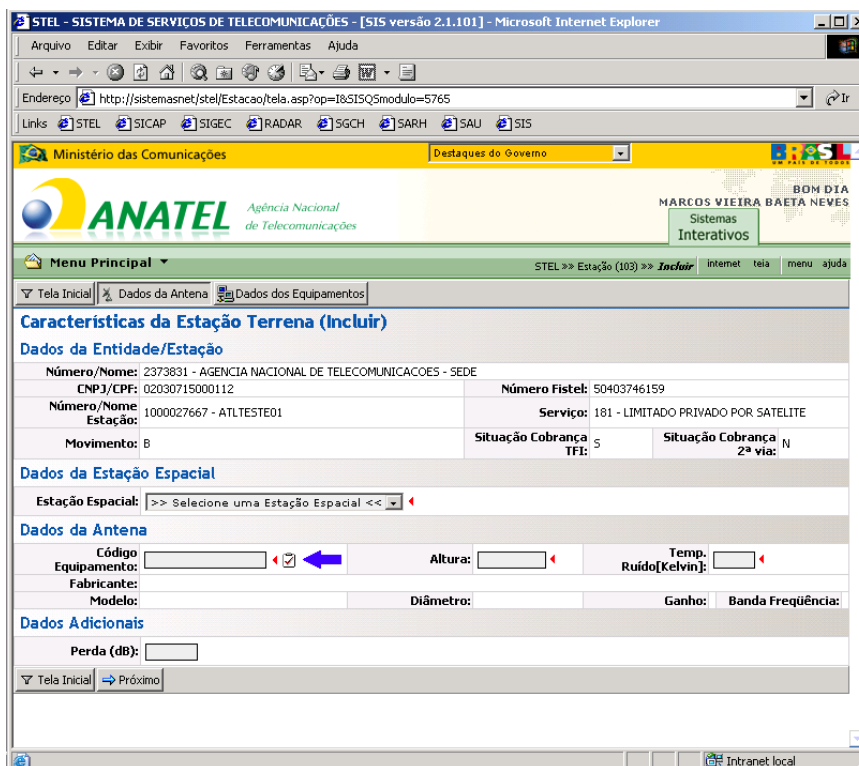 STEL - SISTEMA DE SERVIÇOS DE TELECOMUNICAÇÕES - [SIS versão 2.1.101] - Microsoft Internet Explorer
Arquivo Editar Exibir Favoritos Ferramentas Ajuda
Endereço http://sistemasnet/stel/Estacao/tela.asp?op=I&SISQSmodulo=5765 Ir
Links STEL SICAP SIGEC RADAR SGCH SARH SAU SIS
Ministério das Comunicações Destaques do Governo BRASIL
UM PAÍS DE TODOS
BOM DIA
MARCOS VIEIRA BAETA NEVES
ANATEL Agência Nacional
de Telecomunicações
Sistemas
Interativos
Menu Principal STEL »» Estação (103) »» Incluir internet teia menu ajuda
Tela Inicial Dados da Antena Dados dos Equipamentos
Características da Estação Terrena (Incluir)
Dados da Entidade/Estação
Número/Nome: 2373831 - AGENCIA NACIONAL DE TELECOMUNICACOES - SEDE
CNPJ/CPF: 02030715000112 Número Fistel: 50403746159
Número/Nome Estação: 1000027667 - ATLTESTE01 Serviço: 181 - LIMITADO PRIVADO POR SATELITE
Movimento: B Situação Cobrança TFI: S Situação Cobrança 2ª via: N
Dados da Estação Espacial
Estação Espacial: >> Selecione uma Estação Espacial <<
Dados da Antena
Código Equipamento: Altura: Temp. Ruído[Kelvin]:
Fabricante:
Modelo: Diâmetro: Ganho: Banda Freqüência:
Dados Adicionais
Perda (dB):
Tela Inicial Próximo
Intranet local